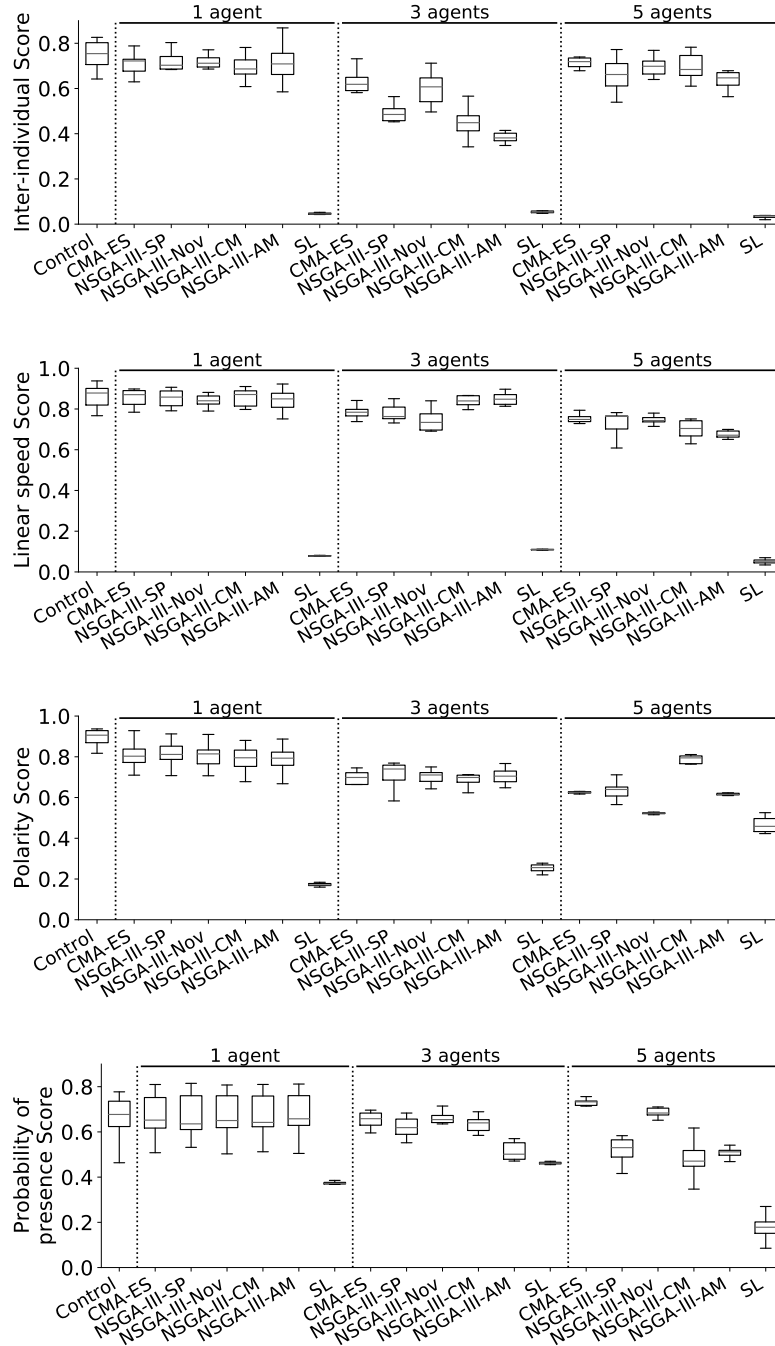 1 agent
3 agents
5 agents
Inter-individual Score
0.8
0.6
0.4
0.2
0.0
Control
CMA-ES
NSGA-III-SP
NSGA-III-Nov
NSGA-III-CM
NSGA-III-AM
SL
CMA-ES
NSGA-III-SP
NSGA-III-Nov
NSGA-III-CM
NSGA-III-AM
SL
CMA-ES
NSGA-III-SP
NSGA-III-Nov
NSGA-III-CM
NSGA-III-AM
SL
1 agent
3 agents
5 agents
Linear speed Score
1.0
0.8
0.6
0.4
0.2
0.0
Control
CMA-ES
NSGA-III-SP
NSGA-III-Nov
NSGA-III-CM
NSGA-III-AM
SL
CMA-ES
NSGA-III-SP
NSGA-III-Nov
NSGA-III-CM
NSGA-III-AM
SL
CMA-ES
NSGA-III-SP
NSGA-III-Nov
NSGA-III-CM
NSGA-III-AM
SL
1 agent
3 agents
5 agents
Polarity Score
1.0
0.8
0.6
0.4
0.2
0.0
Control
CMA-ES
NSGA-III-SP
NSGA-III-Nov
NSGA-III-CM
NSGA-III-AM
SL
CMA-ES
NSGA-III-SP
NSGA-III-Nov
NSGA-III-CM
NSGA-III-AM
SL
CMA-ES
NSGA-III-SP
NSGA-III-Nov
NSGA-III-CM
NSGA-III-AM
SL
1 agent
3 agents
5 agents
Probability of
presence Score
0.8
0.6
0.4
0.2
0.0
Control
CMA-ES
NSGA-III-SP
NSGA-III-Nov
NSGA-III-CM
NSGA-III-AM
SL
CMA-ES
NSGA-III-SP
NSGA-III-Nov
NSGA-III-CM
NSGA-III-AM
SL
CMA-ES
NSGA-III-SP
NSGA-III-Nov
NSGA-III-CM
NSGA-III-AM
SL